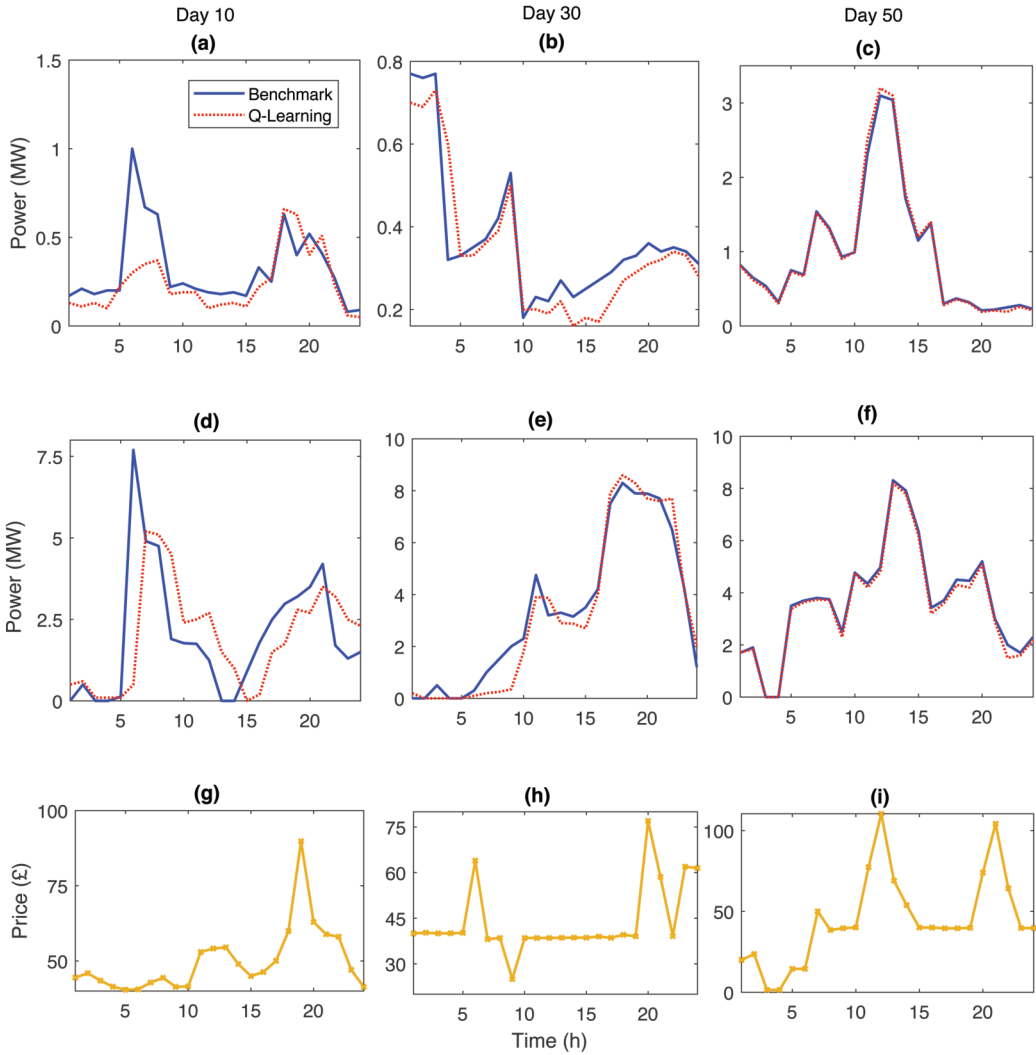 Day 10 Day 30 Day 50
(a) (b) (c)
1.5 0.8
Benchmark
Q-Learning
3
1 0.6
Power (MW)
2
0.5 0.4
1
0 0.2 0
5 10 15 20 5 10 15 20 5 10 15 20
(d) (e) (f)
10 10
7.5
8 8
5 6 6
Power (MW)
4 4
2.5
2 2
0 0 0
5 10 15 20 5 10 15 20 5 10 15 20
(g) (h) (i)
100
75 100
75 60
Price (£)
45 50
50
30
0
5 10 15 20 5 10 15 20 5 10 15 20
Time (h)